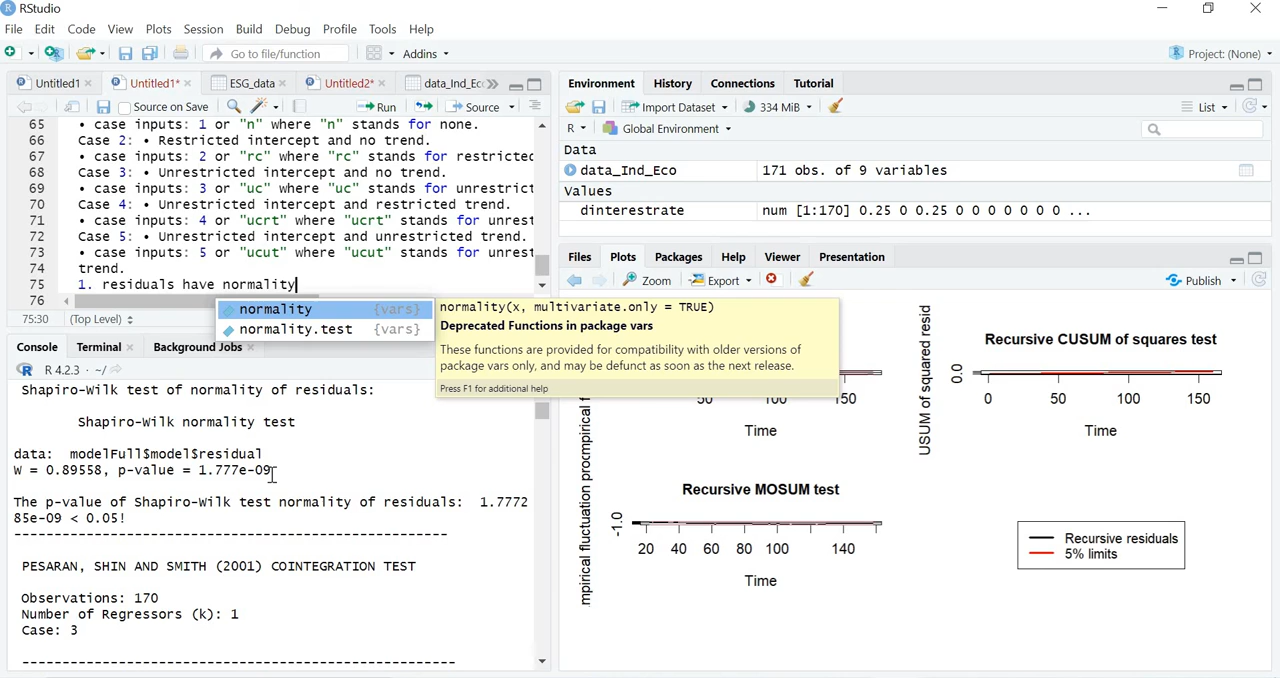 RStudio
File Edit Code View Plots Session Build Debug Profile Tools Help
Go to file/function
Addins
Project: (None)
Untitled1
Untitled1*
ESG_data
Untitled2*
data_Ind_Ec
Source on Save
Run
Source
65 • case inputs: 1 or "n" where "n" stands for none.
66 Case 2: • Restricted intercept and no trend.
67 • case inputs: 2 or "rc" where "rc" stands for restricted
68 Case 3: • Unrestricted intercept and no trend.
69 • case inputs: 3 or "uc" where "uc" stands for unrestrict
70 Case 4: • Unrestricted intercept and restricted trend.
71 • case inputs: 4 or "ucrt" where "ucrt" stands for unrest
72 Case 5: • Unrestricted intercept and unrestricted trend.
73 • case inputs: 5 or "ucut" where "ucut" stands for unrest
74 trend.
75 1. residuals have normality
76
75:30 (Top Level)
normality {vars}
normality.test {vars}
normality(x, multivariate.only = TRUE)
Deprecated Functions in package vars
These functions are provided for compatibility with older versions of
package vars only, and may be defunct as soon as the next release.
Press F1 for additional help
Console Terminal Background Jobs
R 4.2.3 · ~/
Shapiro-Wilk test of normality of residuals:
Shapiro-Wilk normality test
data: modelFull$model$residual
W = 0.89558, p-value = 1.777e-09
The p-value of Shapiro-Wilk test normality of residuals: 1.7772
85e-09 < 0.05!
----------------------------------------------------
PESARAN, SHIN AND SMITH (2001) COINTEGRATION TEST
Observations: 170
Number of Regressors (k): 1
Case: 3
------------------------------------------------------
Environment History Connections Tutorial
Import Dataset
334 MiB
List
R
Global Environment
Data
data_Ind_Eco 171 obs. of 9 variables
Values
dinterestrate num [1:170] 0.25 0 0.25 0 0 0 0 0 0 0 ...
Files Plots Packages Help Viewer Presentation
Zoom
Export
Publish
50 100 150
Time
Recursive CUSUM of squares test
USUM of squared resid
0.0
0 50 100 150
Time
mpirical fluctuation procmpirical f
Recursive MOSUM test
-1.0
20 40 60 80 100 140
Time
Recursive residuals
5% limits